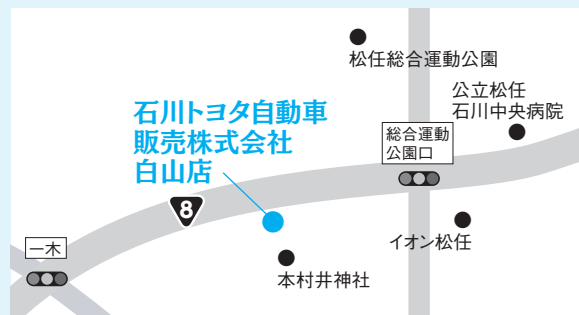 松任総合運動公園
公立松任
石川中央病院
石川トヨタ自動車
販売株式会社
白山店
総合運動
公園口
8
イオン松任
一木
本村井神社